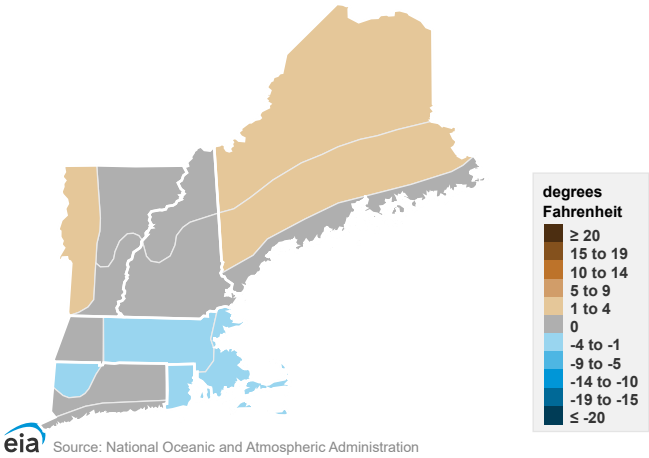 degrees
Fahrenheit
≥ 20
15 to 19
10 to 14
5 to 9
1 to 4
0
-4 to -1
-9 to -5
-14 to -10
-19 to -15
≤ -20
eia
Source: National Oceanic and Atmospheric Administration